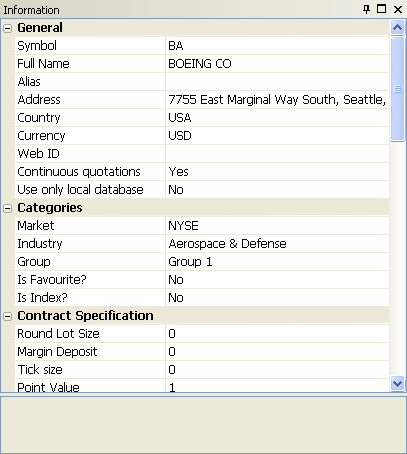 Information
General
Symbol BA
Full Name BOEING CO
Alias
Address 7755 East Marginal Way South, Seattle,
Country USA
Currency USD
Web ID
Continuous quotations Yes
Use only local database No
Categories
Market NYSE
Industry Aerospace & Defense
Group Group 1
Is Favourite? No
Is Index? No
Contract Specification
Round Lot Size 0
Margin Deposit 0
Tick size 0
Point Value 1